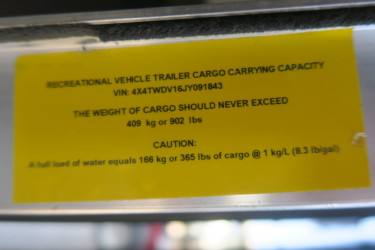 RECREATIONAL VEHICLE TRAILER CARGO CARRYING CAPACITY
VIN: 4X4TWDV16JY091843
THE WEIGHT OF CARGO SHOULD NEVER EXCEED
409 kg or 902 lbs
CAUTION:
A full load of water equals 166 kg or 365 lbs of cargo @ 1 kg/L (8.3 lb/gal)